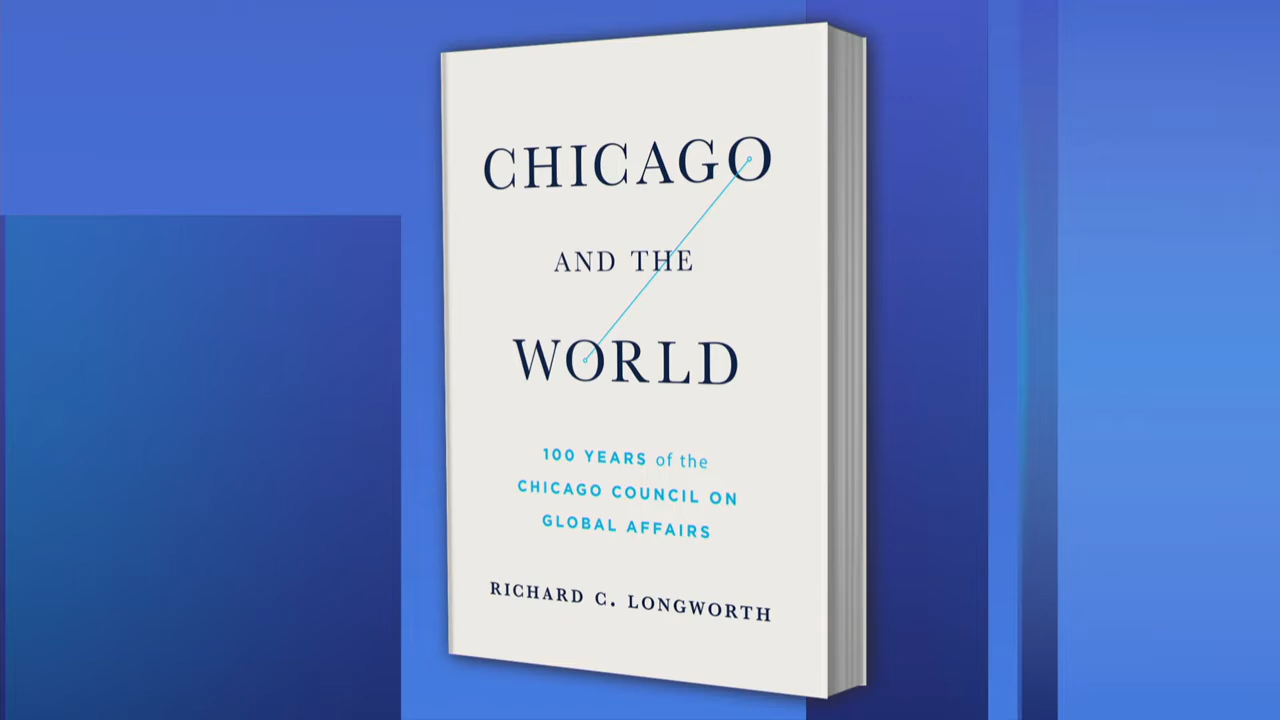 CHICAGO
AND THE
WORLD
100 YEARS of the
CHICAGO COUNCIL ON
GLOBAL AFFAIRS
RICHARD C. LONGWORTH